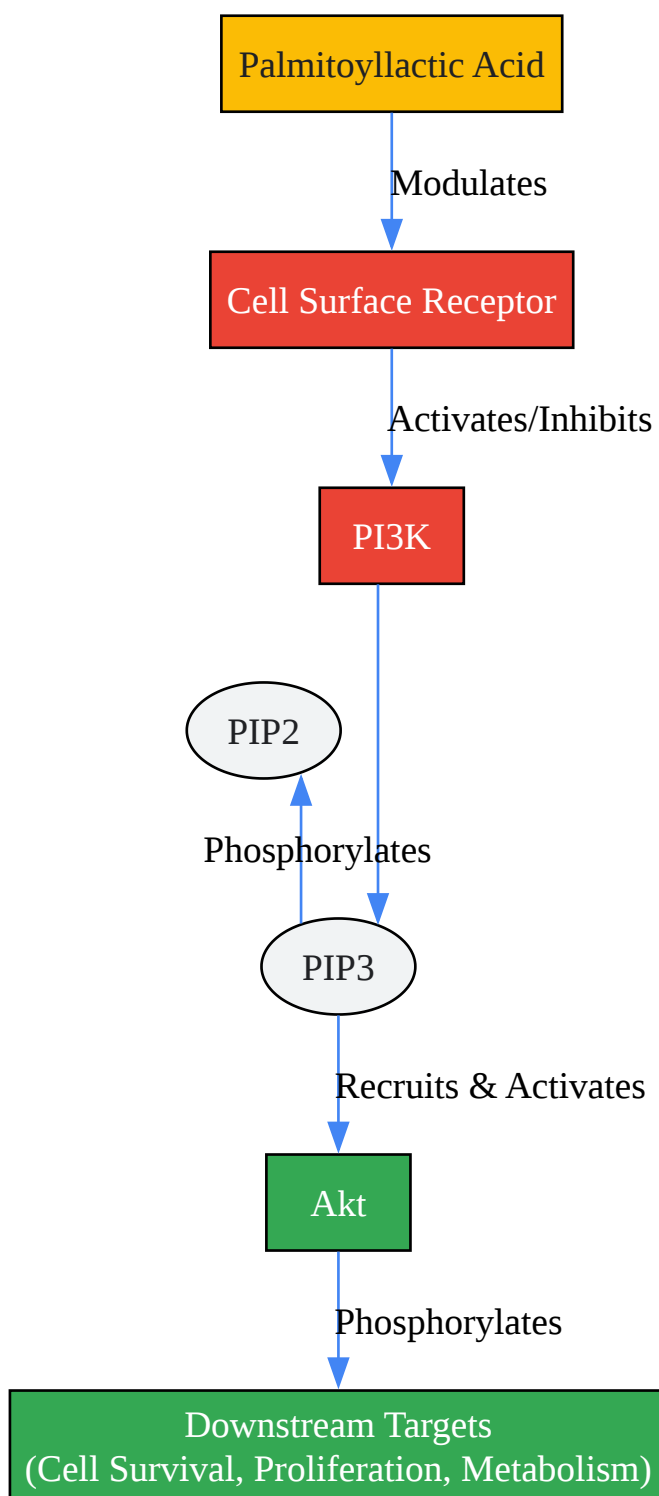 Palmitoyllactic Acid
Modulates
Cell Surface Receptor
Activates/Inhibits
PI3K
PIP2
Phosphorylates
PIP3
Recruits & Activates
Akt
Phosphorylates
Downstream Targets
(Cell Survival, Proliferation, Metabolism)